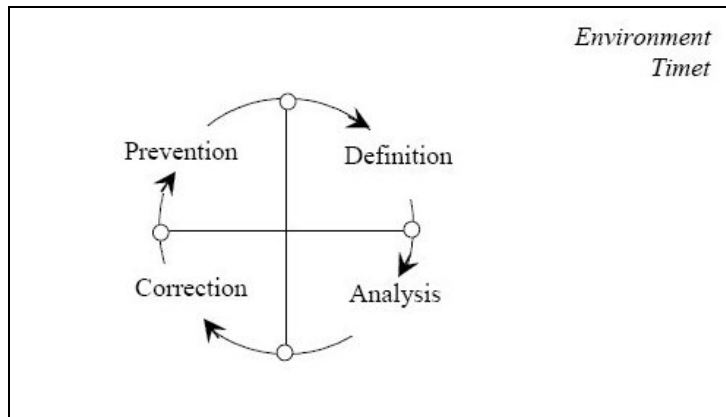 Environment
Timet
Prevention
Definition
Correction
Analysis